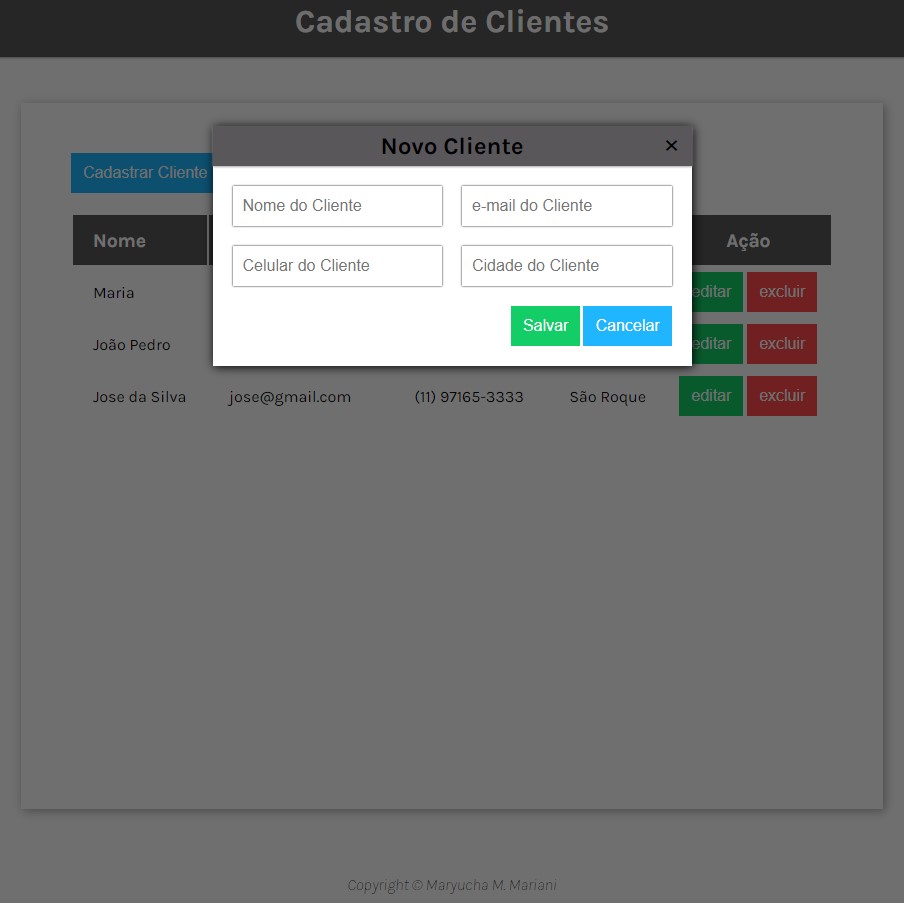 Cadastro de Clientes
Novo Cliente ✕
Cadastrar Cliente
Nome do Cliente e-mail do Cliente
Celular do Cliente Cidade do Cliente
Salvar Cancelar
Nome Ação
Maria editar excluir
João Pedro editar excluir
Jose da Silva jose@gmail.com (11) 97165-3333 São Roque editar excluir
Copyright © Maryucha M. Mariani